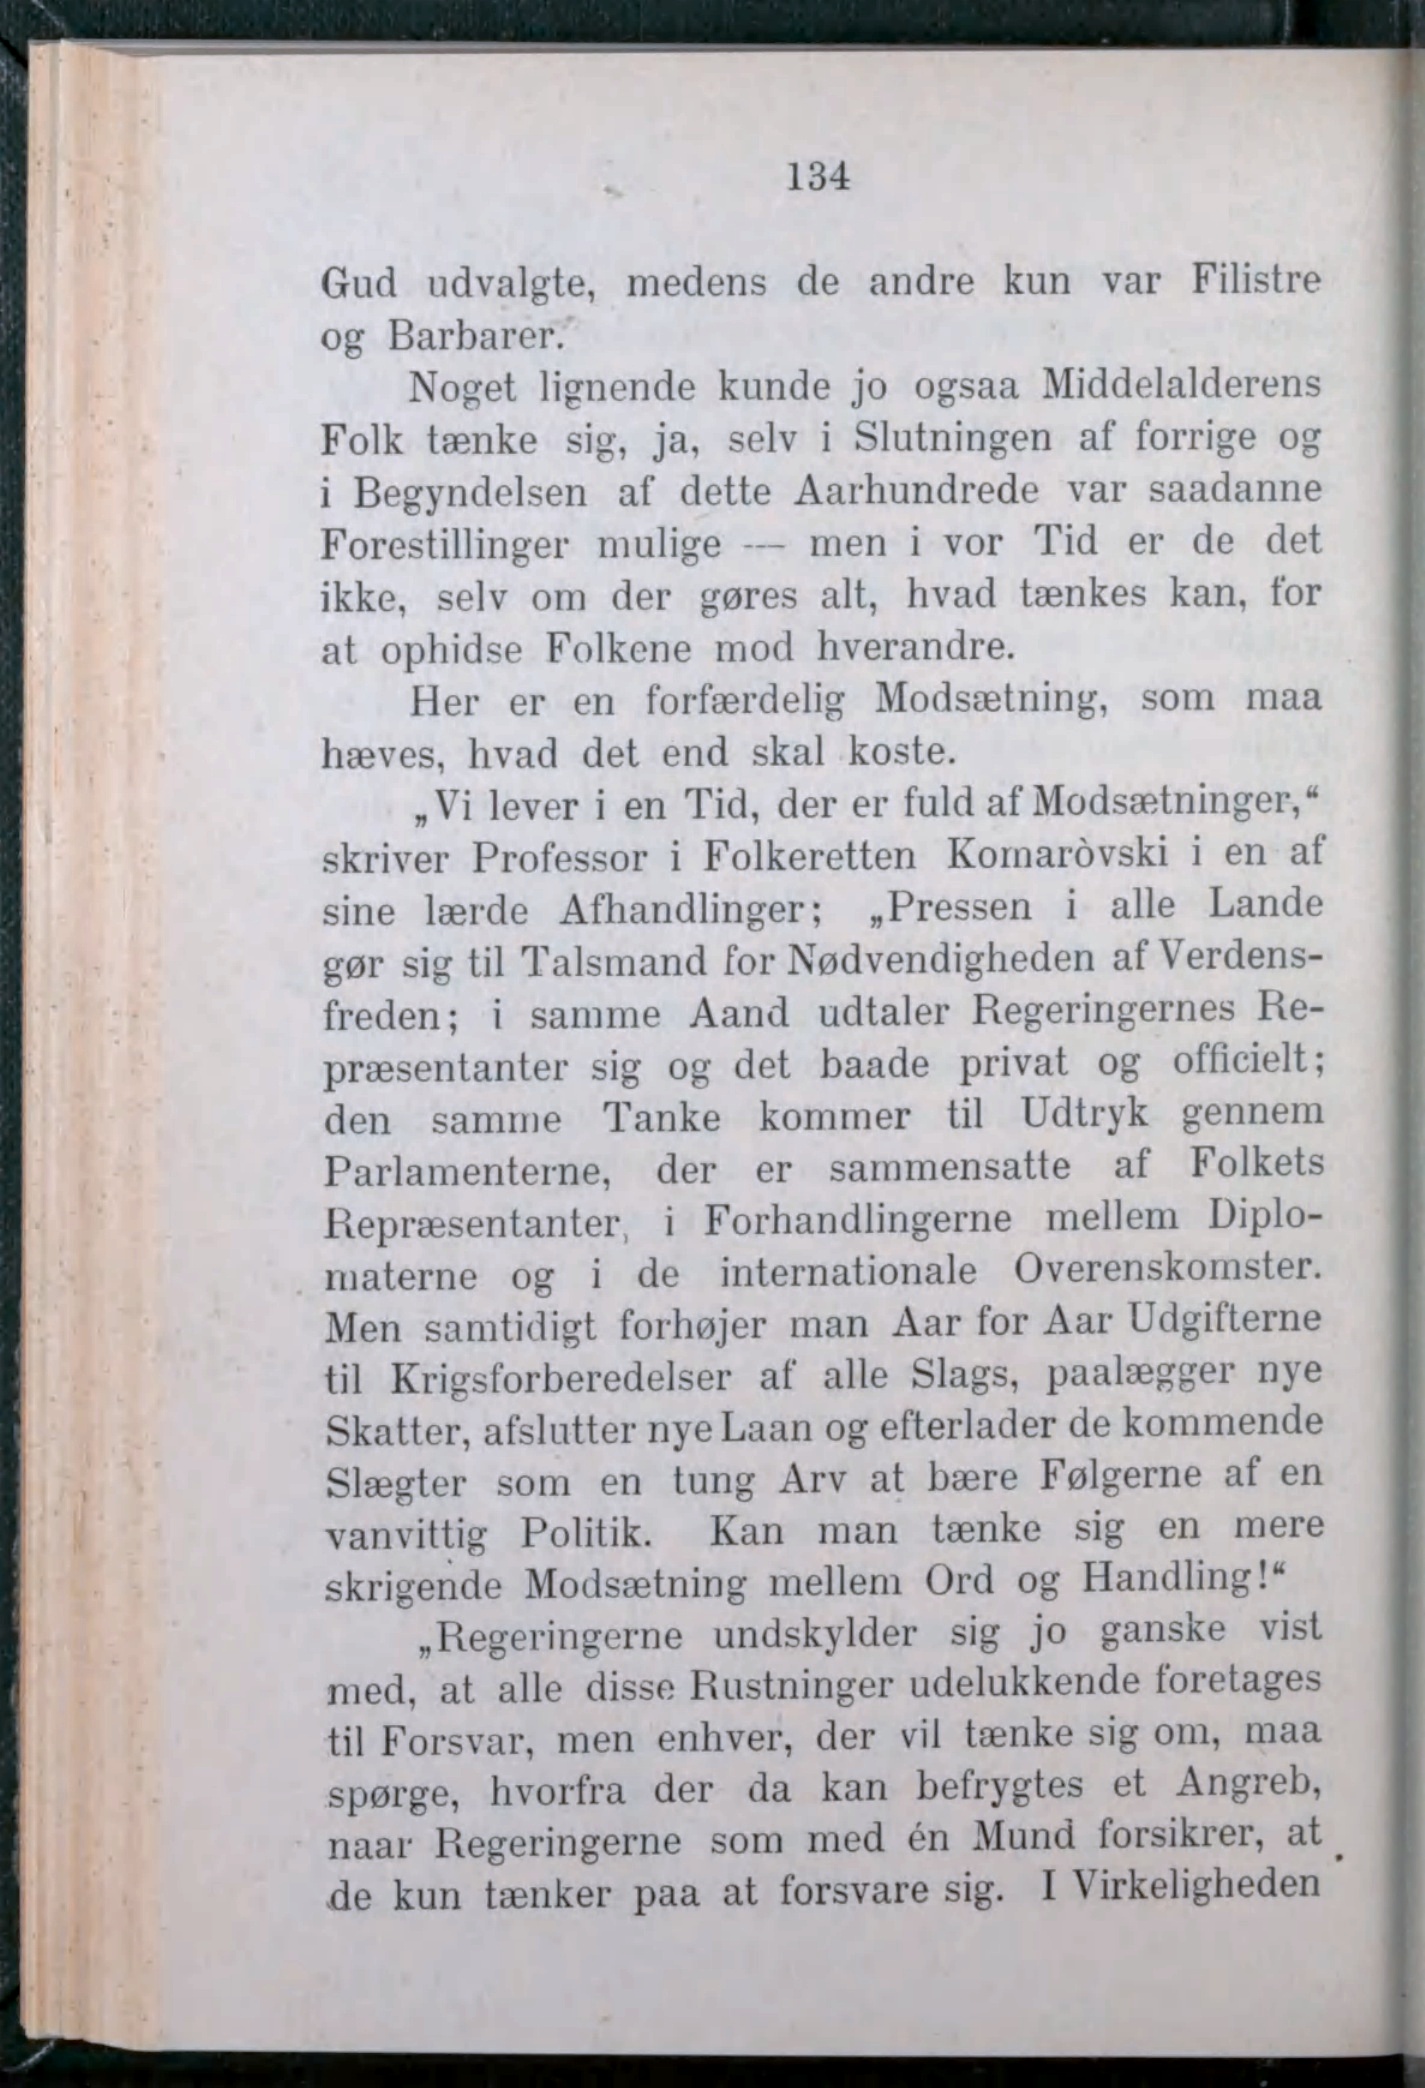 134
Gud udvalgte, medens de andre kun var Filistre
og Barbarer.
Noget lignende kunde jo ogsaa Middelalderens
Folk tænke sig, ja, selv i Slutningen af forrige og
i Begyndelsen af dette Aarhundrede var saadanne
Forestillinger mulige — men i vor Tid er de det
ikke, selv om der gøres alt, hvad tænkes kan, for
at ophidse Folkene mod hverandre.
Her er en forfærdelig Modsætning, som maa
hæves, hvad det end skal koste.
„Vi lever i en Tid, der er fuld af Modsætninger,“
skriver Professor i Folkeretten Komaròvski i en af
sine lærde Afhandlinger; „Pressen i alle Lande
gør sig til Talsmand for Nødvendigheden af Verdens-
freden; i samme Aand udtaler Regeringernes Re-
præsentanter sig og det baade privat og officielt;
den samme Tanke kommer til Udtryk gennem
Parlamenterne, der er sammensatte af Folkets
Repræsentanter, i Forhandlingerne mellem Diplo-
materne og i de internationale Overenskomster.
Men samtidigt forhøjer man Aar for Aar Udgifterne
til Krigsforberedelser af alle Slags, paalægger nye
Skatter, afslutter nye Laan og efterlader de kommende
Slægter som en tung Arv at bære Følgerne af en
vanvittig Politik. Kan man tænke sig en mere
skrigende Modsætning mellem Ord og Handling!“
„Regeringerne undskylder sig jo ganske vist
med, at alle disse Rustninger udelukkende foretages
til Forsvar, men enhver, der vil tænke sig om, maa
spørge, hvorfra der da kan befrygtes et Angreb,
naar Regeringerne som med én Mund forsikrer, at
de kun tænker paa at forsvare sig. I Virkeligheden